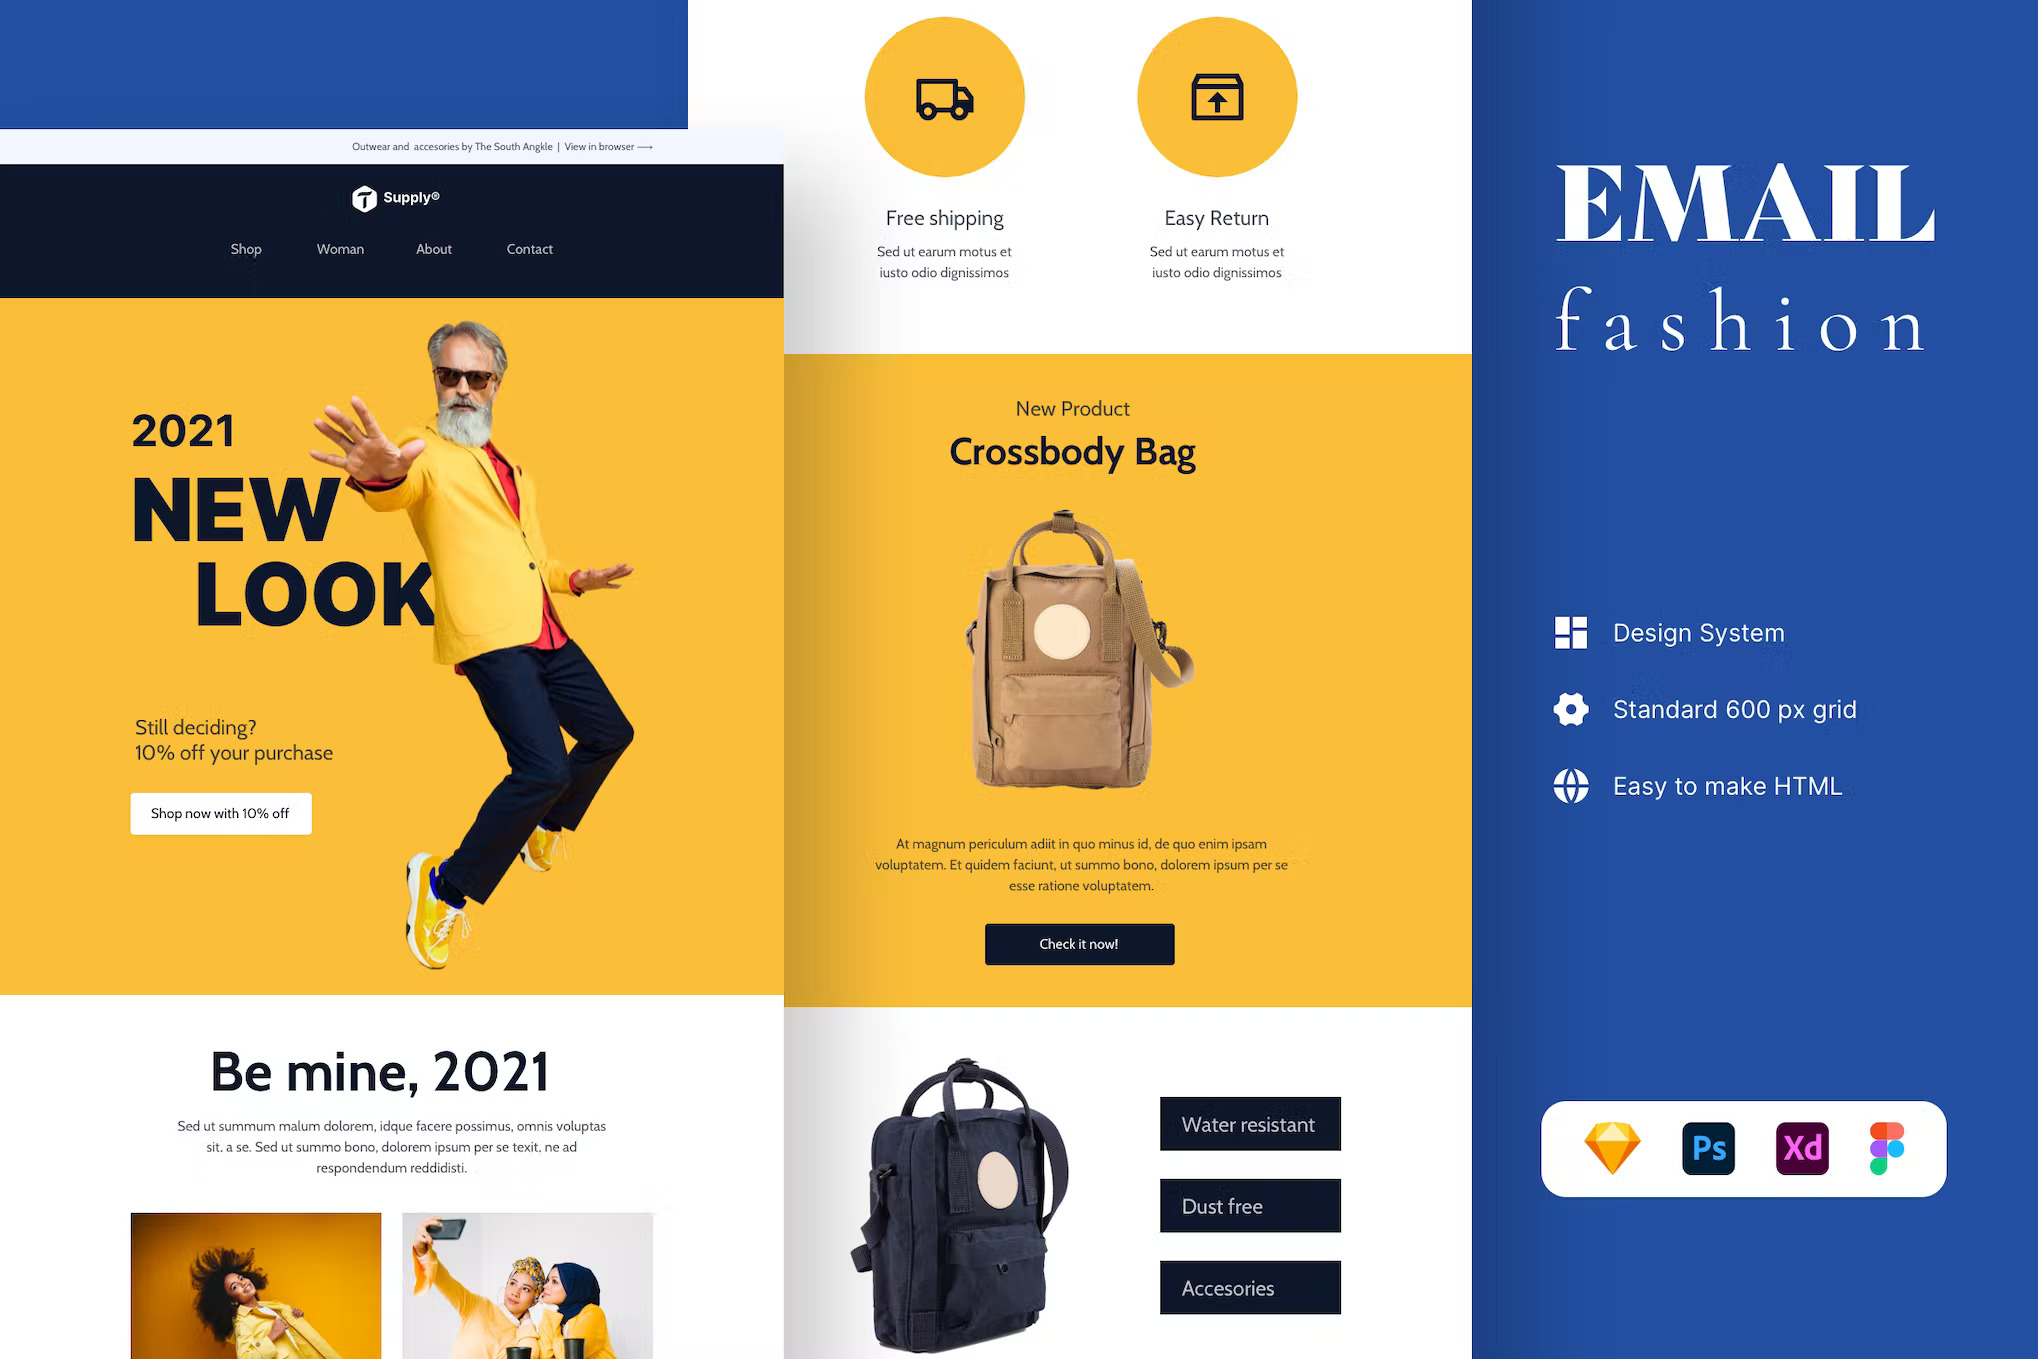 Outwear and accesories by The South Angkle | View in browser ⟶
Supply®
Shop Woman About Contact
2021
NEW
LOOK
Still deciding?
10% off your purchase
Shop now with 10% off
Be mine, 2021
Sed ut summum malum dolorem, idque facere possimus, omnis voluptas
sit, a se. Sed ut summo bono, dolorem ipsum per se texit, ne ad
respondendum reddidisti.
Free shipping
Sed ut earum motus et
iusto odio dignissimos
Easy Return
Sed ut earum motus et
iusto odio dignissimos
New Product
Crossbody Bag
At magnum periculum adiit in quo minus id, de quo enim ipsam
voluptatem. Et quidem faciunt, ut summo bono, dolorem ipsum per se
esse ratione voluptatem.
Check it now!
Water resistant
Dust free
Accesories
EMAIL
fashion
Design System
Standard 600 px grid
Easy to make HTML
Ps
Xd